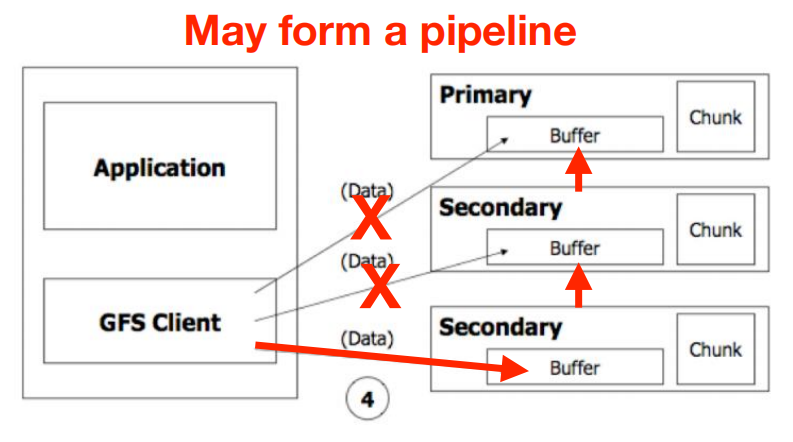 May form a pipeline
Primary
Buffer
Chunk
Application
(Data)
X
Secondary
Buffer
Chunk
(Data)
X
GFS Client
(Data)
Secondary
Buffer
Chunk
4